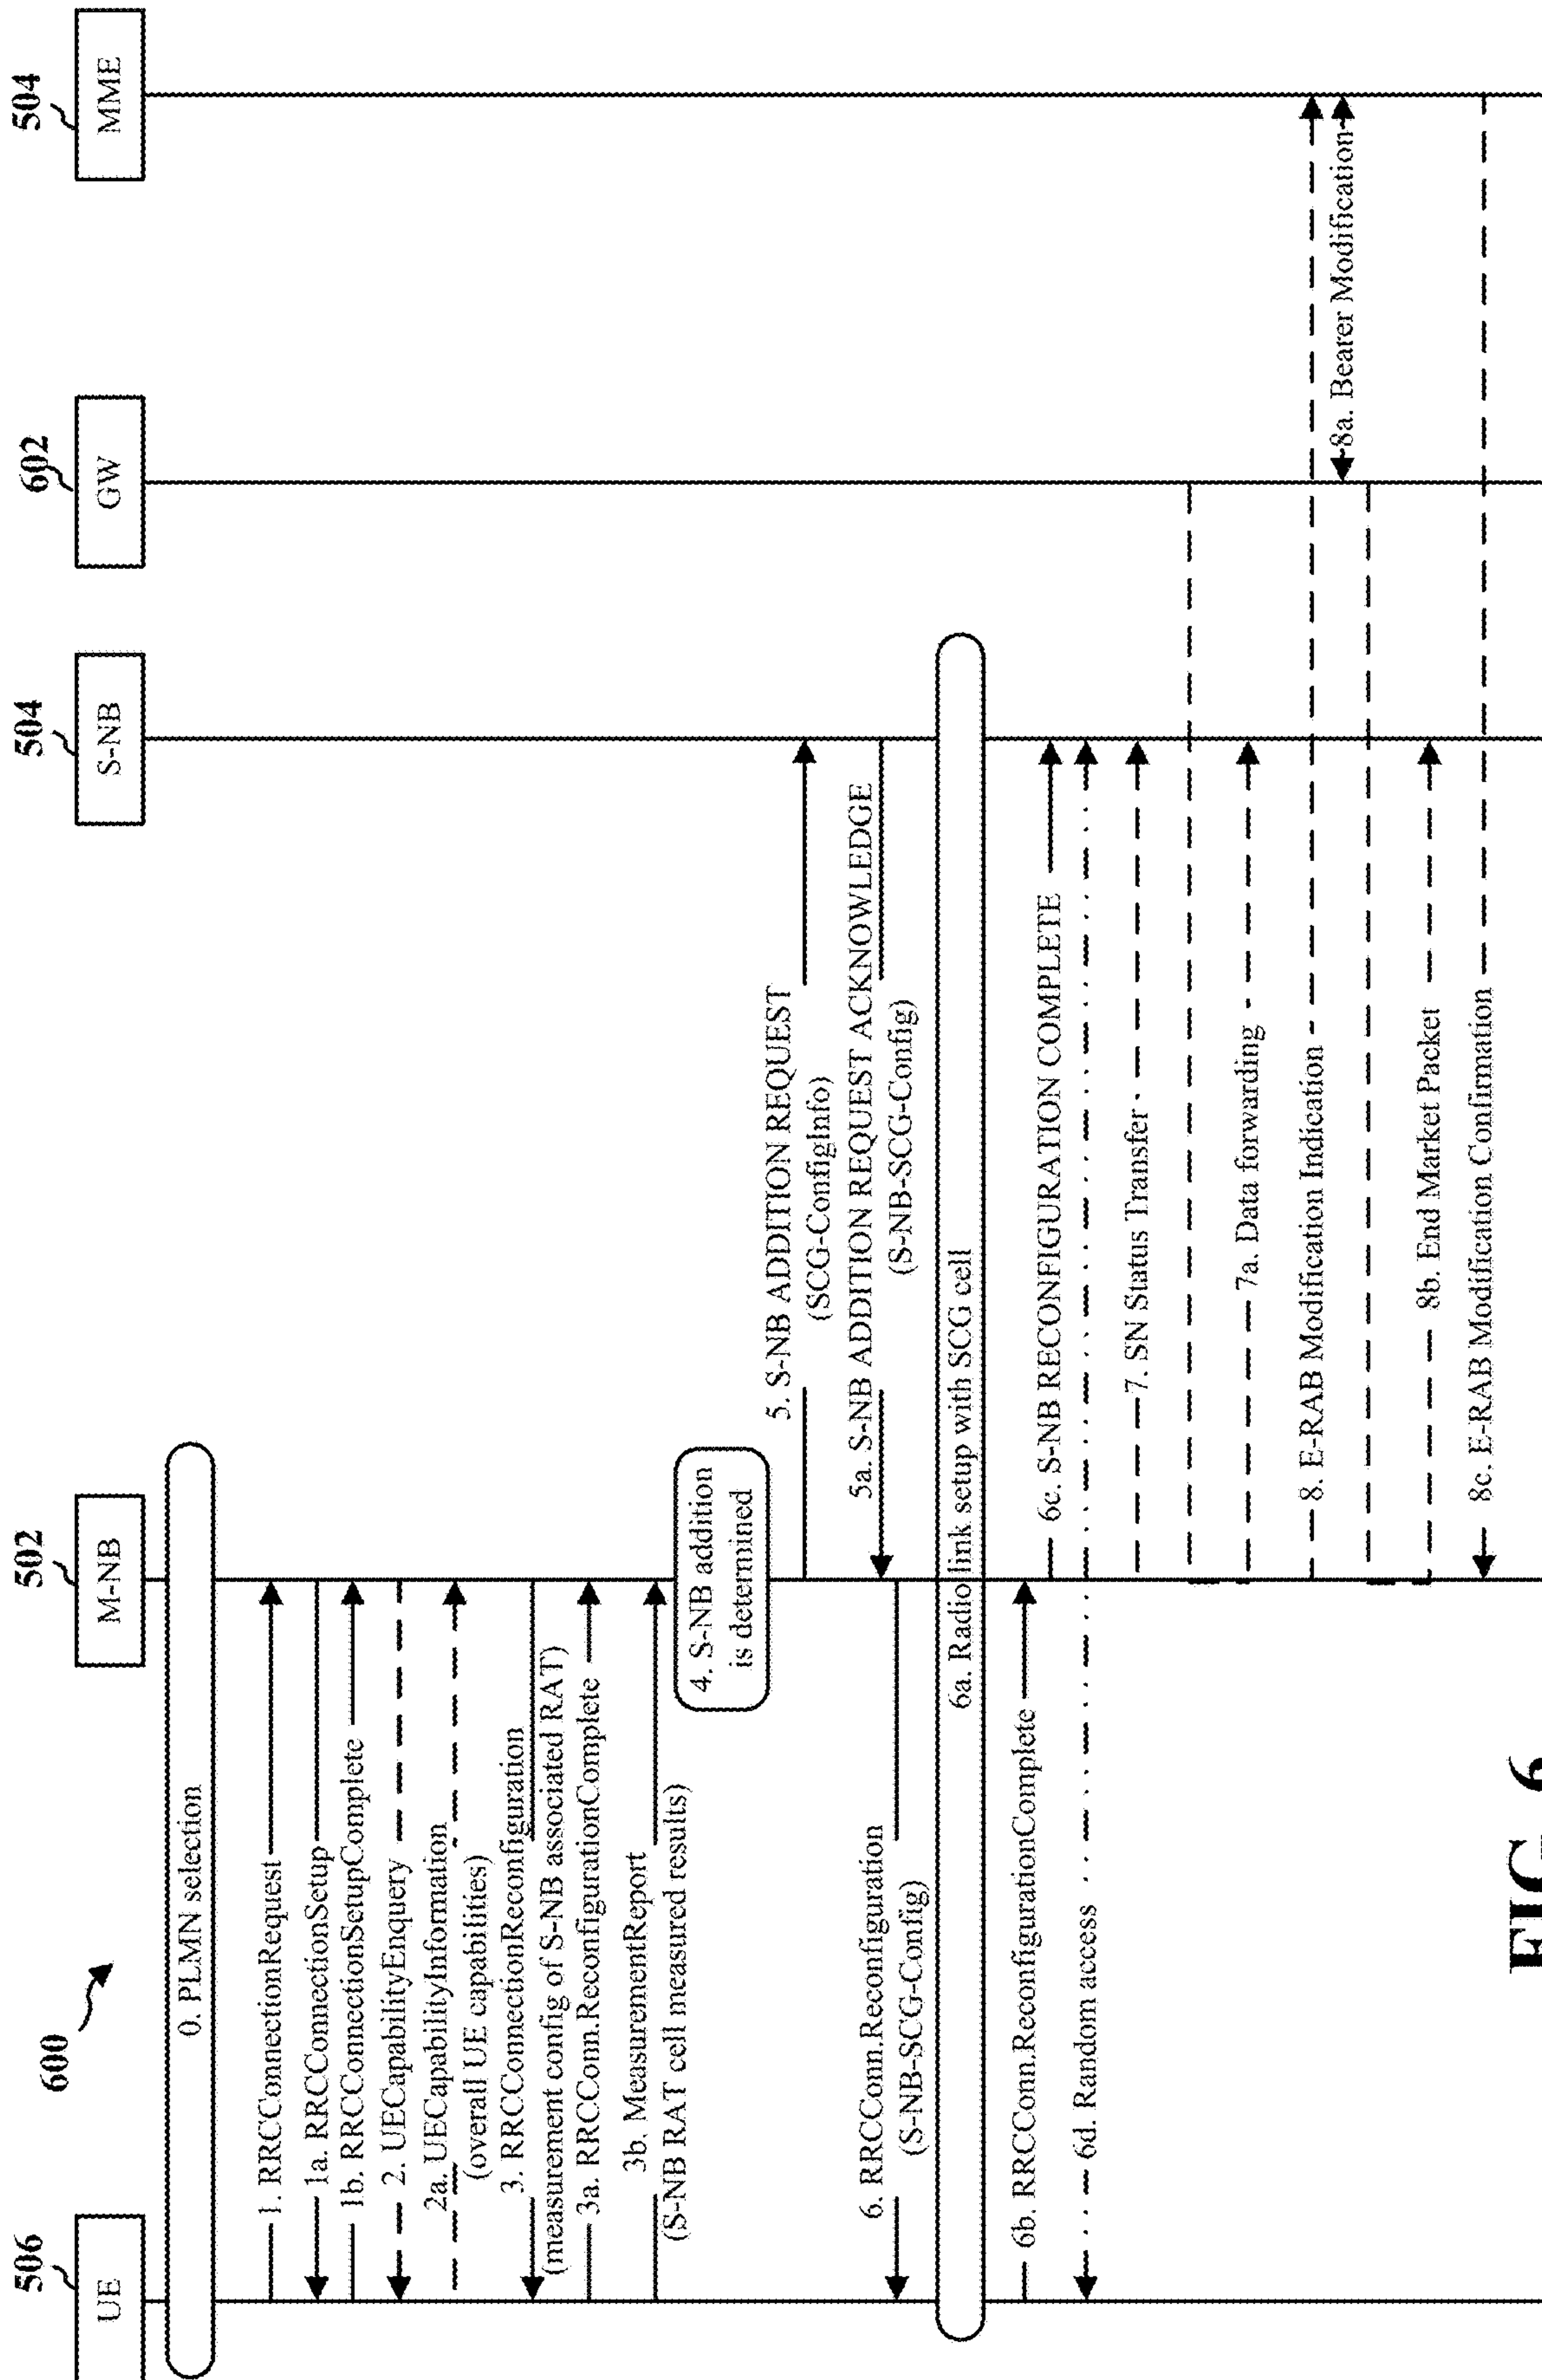 600
506
UE
502
M-NB
504
S-NB
602
GW
504
MME
0. PLMN selection
1. RRCConnectionRequest
1a. RRCConnectionSetup
1b. RRCConnectionSetupComplete
2. UECapabilityEnquery
2a. UECapabilityInformation
(overall UE capabilities)
3. RRCConnectionReconfiguration
(measurement config of S-NB associated RAT)
3a. RRCConn.ReconfigurationComplete
3b. MeasurementReport
(S-NB RAT cell measured results)
4. S-NB addition
is determined
5. S-NB ADDITION REQUEST
(SCG-ConfigInfo)
5a. S-NB ADDITION REQUEST ACKNOWLEDGE
(S-NB-SCG-Config)
6. RRCConn.Reconfiguration
(S-NB-SCG-Config)
6a. Radio link setup with SCG cell
6b. RRCConn.ReconfigurationComplete
6c. S-NB RECONFIGURATION COMPLETE
6d. Random access
7. SN Status Transfer
7a. Data forwarding
8. E-RAB Modification Indication
8a. Bearer Modification
8b. End Market Packet
8c. E-RAB Modification Confirmation
FIG. 6